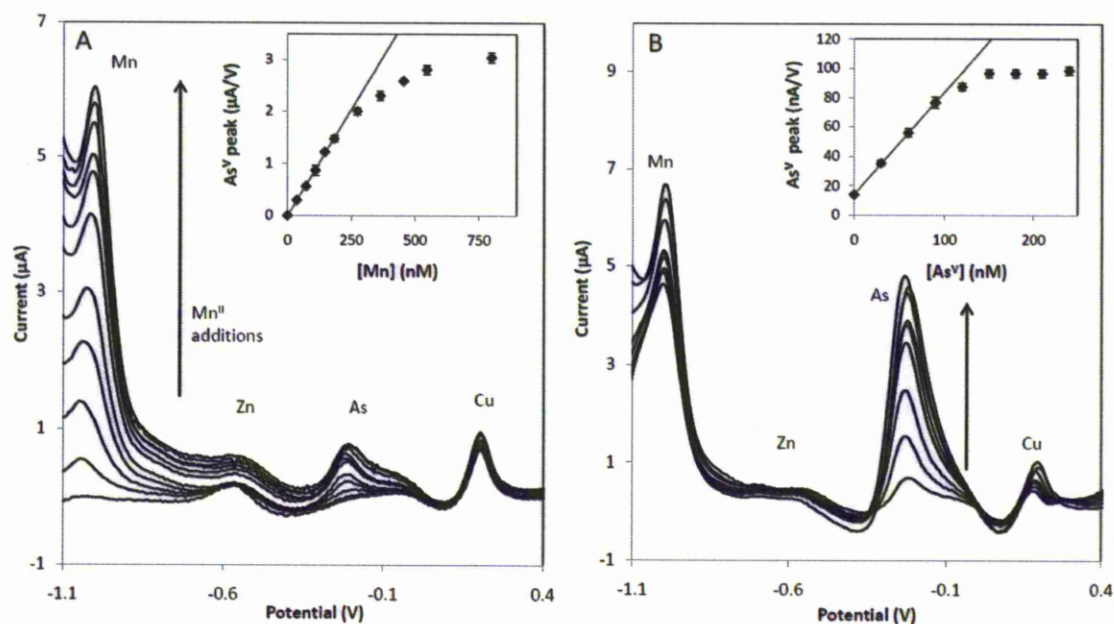 A
7
5
3
1
-1
Current (µA)
-1.1
-0.6
-0.1
0.4
Potential (V)
Mn
Mn^II
additions
Zn
As
Cu
As^V peak (µA/V)
3
2
1
0
0
250
500
750
[Mn] (nM)
B
9
7
5
3
1
-1
Current (µA)
-1.1
-0.6
-0.1
0.4
Potential (V)
Mn
Zn
As
Cu
As^V peak (nA/V)
120
100
80
60
40
20
0
0
100
200
[As^V] (nM)